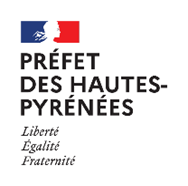 PRÉFET
DES HAUTES-
PYRÉNÉES
Liberté
Égalité
Fraternité